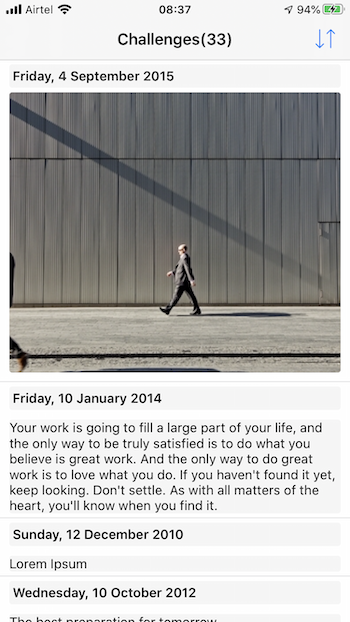 Airtel 08:37 94%
Challenges(33)
Friday, 4 September 2015
Friday, 10 January 2014
Your work is going to fill a large part of your life, and
the only way to be truly satisfied is to do what you
believe is great work. And the only way to do great
work is to love what you do. If you haven't found it yet,
keep looking. Don't settle. As with all matters of the
heart, you'll know when you find it.
Sunday, 12 December 2010
Lorem Ipsum
Wednesday, 10 October 2012
The best preparation for tomorrow